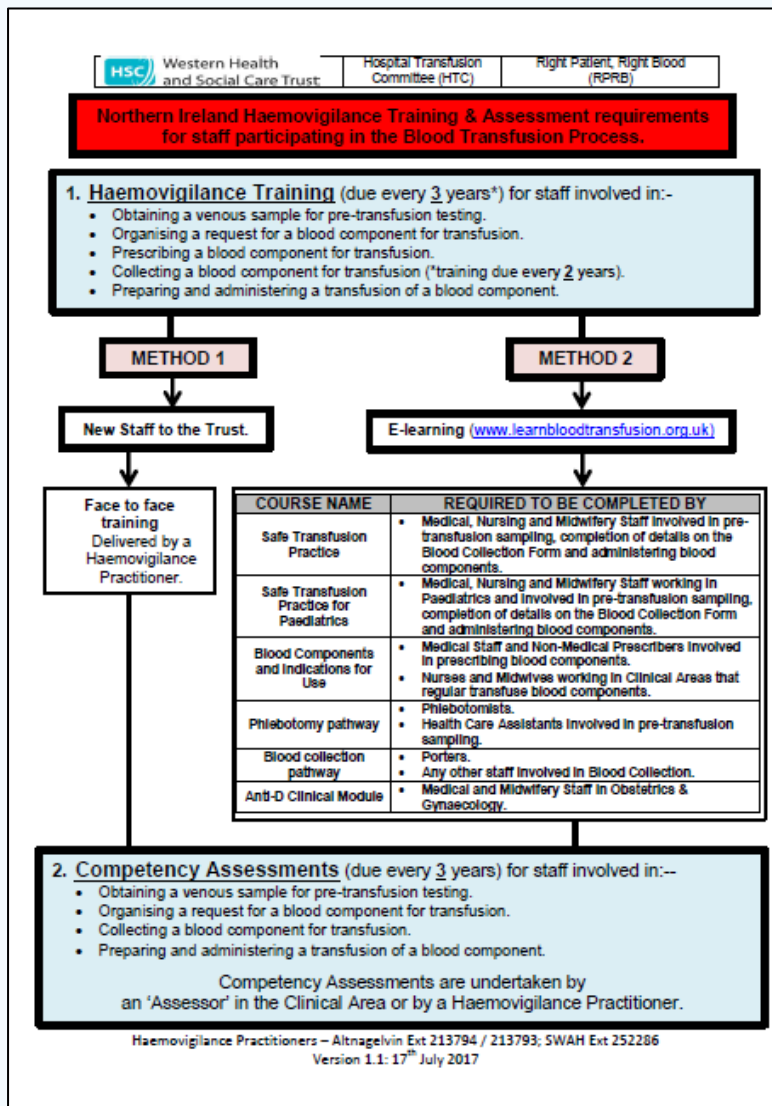 HSC Western Health
and Social Care Trust
Hospital Transfusion
Committee (HTC)
Right Patient, Right Blood
(RPRB)
Northern Ireland Haemovigilance Training & Assessment requirements
for staff participating in the Blood Transfusion Process.
1. Haemovigilance Training (due every 3 years*) for staff involved in:-
• Obtaining a venous sample for pre-transfusion testing.
• Organising a request for a blood component for transfusion.
• Prescribing a blood component for transfusion.
• Collecting a blood component for transfusion (*training due every 2 years).
• Preparing and administering a transfusion of a blood component.
METHOD 1
METHOD 2
New Staff to the Trust.
E-learning (www.learnbloodtransfusion.org.uk)
Face to face
training
Delivered by a
Haemovigilance
Practitioner.
COURSE NAME
REQUIRED TO BE COMPLETED BY
Safe Transfusion
Practice
• Medical, Nursing and Midwifery Staff involved in pre-
transfusion sampling, completion of details on the
Blood Collection Form and administering blood
components.
Safe Transfusion
Practice for
Paediatrics
• Medical, Nursing and Midwifery Staff working in
Paediatrics and involved in pre-transfusion sampling,
completion of details on the Blood Collection Form
and administering blood components.
Blood Components
and Indications for
Use
• Medical Staff and Non-Medical Prescribers involved
in prescribing blood components.
• Nurses and Midwives working in Clinical Areas that
regular transfuse blood components.
Phlebotomy pathway
• Phlebotomists.
• Health Care Assistants involved in pre-transfusion
sampling.
Blood collection
pathway
• Porters.
• Any other staff involved in Blood Collection.
Anti-D Clinical Module
• Medical and Midwifery Staff in Obstetrics &
Gynaecology.
2. Competency Assessments (due every 3 years) for staff involved in:--
• Obtaining a venous sample for pre-transfusion testing.
• Organising a request for a blood component for transfusion.
• Collecting a blood component for transfusion.
• Preparing and administering a transfusion of a blood component.
Competency Assessments are undertaken by
an 'Assessor' in the Clinical Area or by a Haemovigilance Practitioner.
Haemovigilance Practitioners – Altnagelvin Ext 213794 / 213793; SWAH Ext 252286
Version 1.1: 17th July 2017